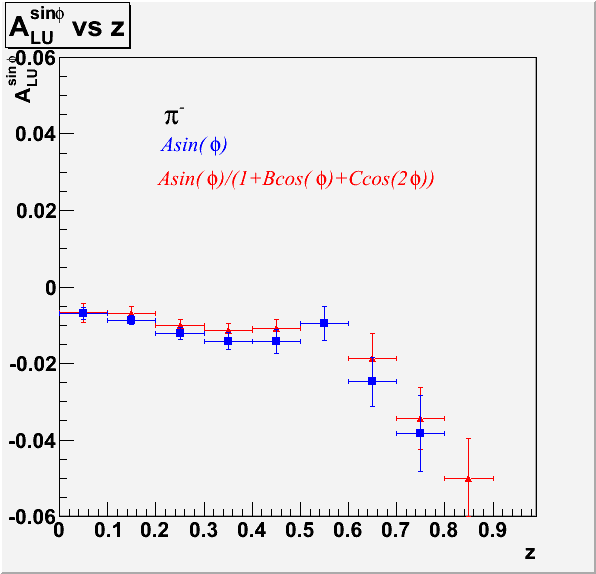 A_LU^sinϕ vs z
A_LU^sin ϕ
π⁻
Asin( ϕ)
Asin( ϕ)/(1+Bcos( ϕ)+Ccos(2ϕ))
0.06
0.04
0.02
0
-0.02
-0.04
-0.06
0 0.1 0.2 0.3 0.4 0.5 0.6 0.7 0.8 0.9
z